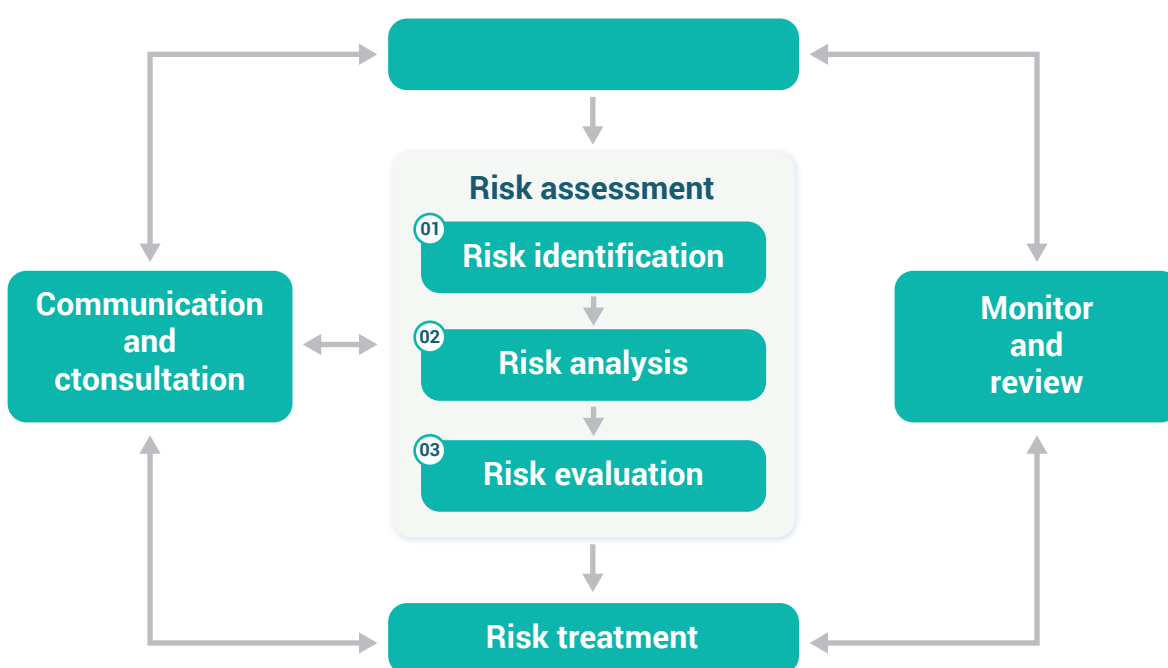 Risk assessment
01
Risk identification
Communication
and
ctonsultation
02
Risk analysis
Monitor
and
review
03
Risk evaluation
Risk treatment